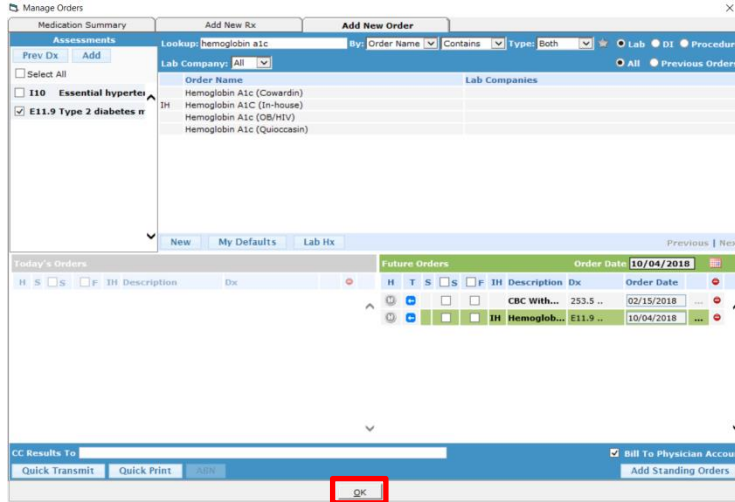 Manage Orders
Medication Summary
Add New Rx
Add New Order
Assessments
Prev Dx Add
Select All
I10 Essential hyperter
E11.9 Type 2 diabetes m
Lookup: hemoglobin a1c By: Order Name Contains Type: Both Lab DI Procedur
Lab Company: All All Previous Orders
Order Name Lab Companies
Hemoglobin A1c (Cowardin)
IH Hemoglobin A1C (In-house)
Hemoglobin A1c (OB/HIV)
Hemoglobin A1c (Quioccasin)
New My Defaults Lab Hx Previous | Nex
Today's Orders
H S S F IH Description Dx
Future Orders Order Date 10/04/2018
H T S S F IH Description Dx Order Date
CBC With... 253.5 .. 02/15/2018 ...
IH Hemoglob... E11.9 .. 10/04/2018 ...
CC Results To Bill To Physician Accou
Quick Transmit Quick Print ABN Add Standing Orders
OK